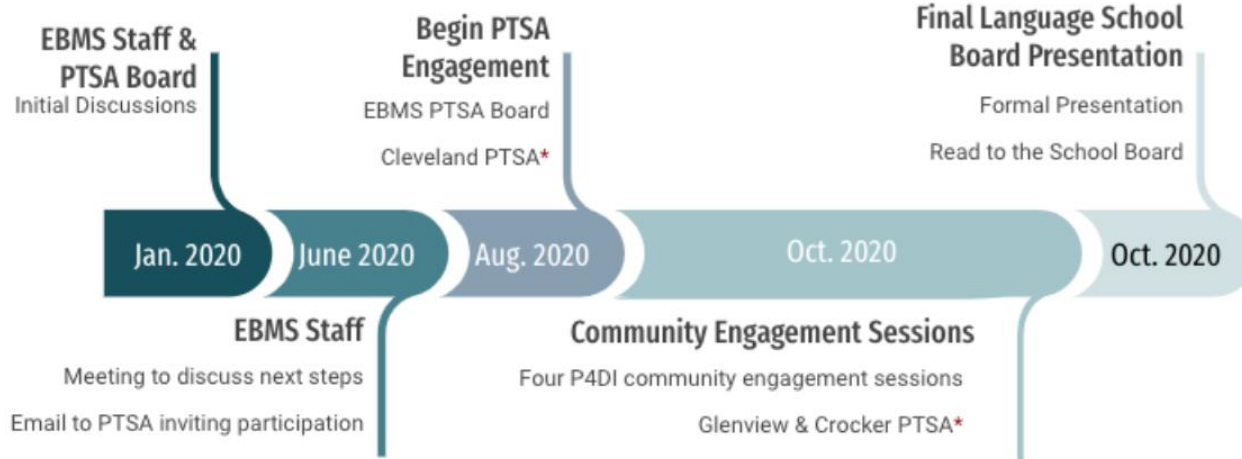 EBMS Staff &
PTSA Board
Initial Discussions
Begin PTSA
Engagement
EBMS PTSA Board
Cleveland PTSA*
Final Language School
Board Presentation
Formal Presentation
Read to the School Board
Jan. 2020
June 2020
Aug. 2020
Oct. 2020
Oct. 2020
EBMS Staff
Meeting to discuss next steps
Email to PTSA inviting participation
Community Engagement Sessions
Four P4DI community engagement sessions
Glenview & Crocker PTSA*